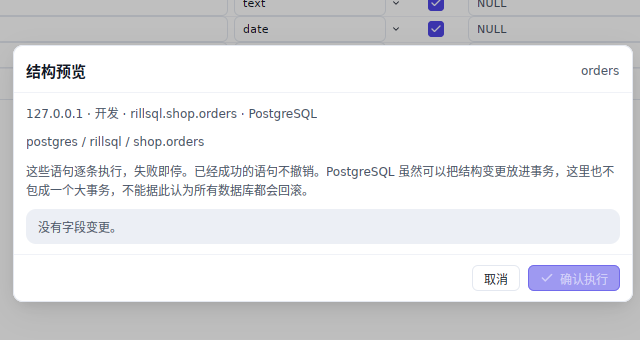 text
NULL
date
NULL
结构预览
orders
127.0.0.1 · 开发 · rillsql.shop.orders · PostgreSQL
postgres / rillsql / shop.orders
这些语句逐条执行，失败即停。已经成功的语句不撤销。PostgreSQL 虽然可以把结构变更放进事务，这里也不
包成一个大事务，不能据此认为所有数据库都会回滚。
没有字段变更。
取消
确认执行